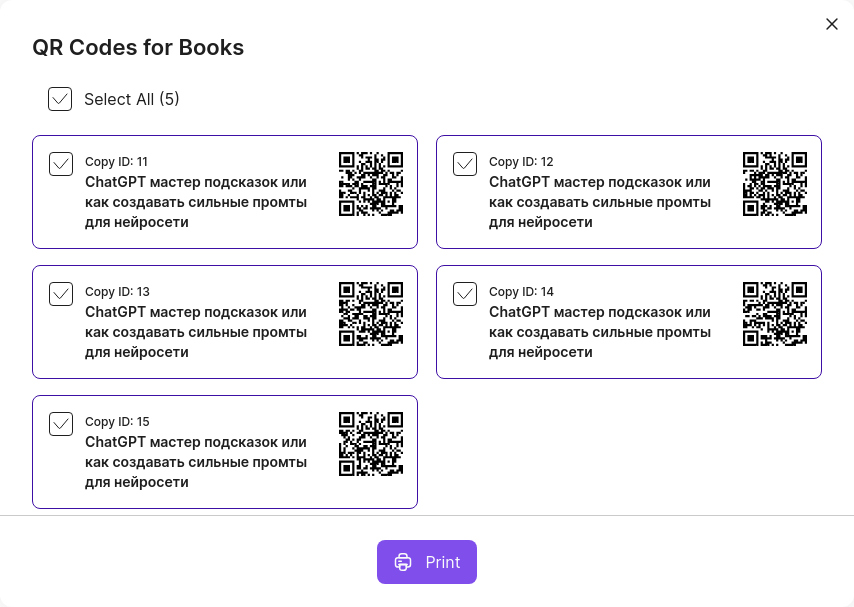 QR Codes for Books
Select All (5)
Copy ID: 11
ChatGPT мастер подсказок или
как создавать сильные промты
для нейросети
Copy ID: 12
ChatGPT мастер подсказок или
как создавать сильные промты
для нейросети
Copy ID: 13
ChatGPT мастер подсказок или
как создавать сильные промты
для нейросети
Copy ID: 14
ChatGPT мастер подсказок или
как создавать сильные промты
для нейросети
Copy ID: 15
ChatGPT мастер подсказок или
как создавать сильные промты
для нейросети
Print